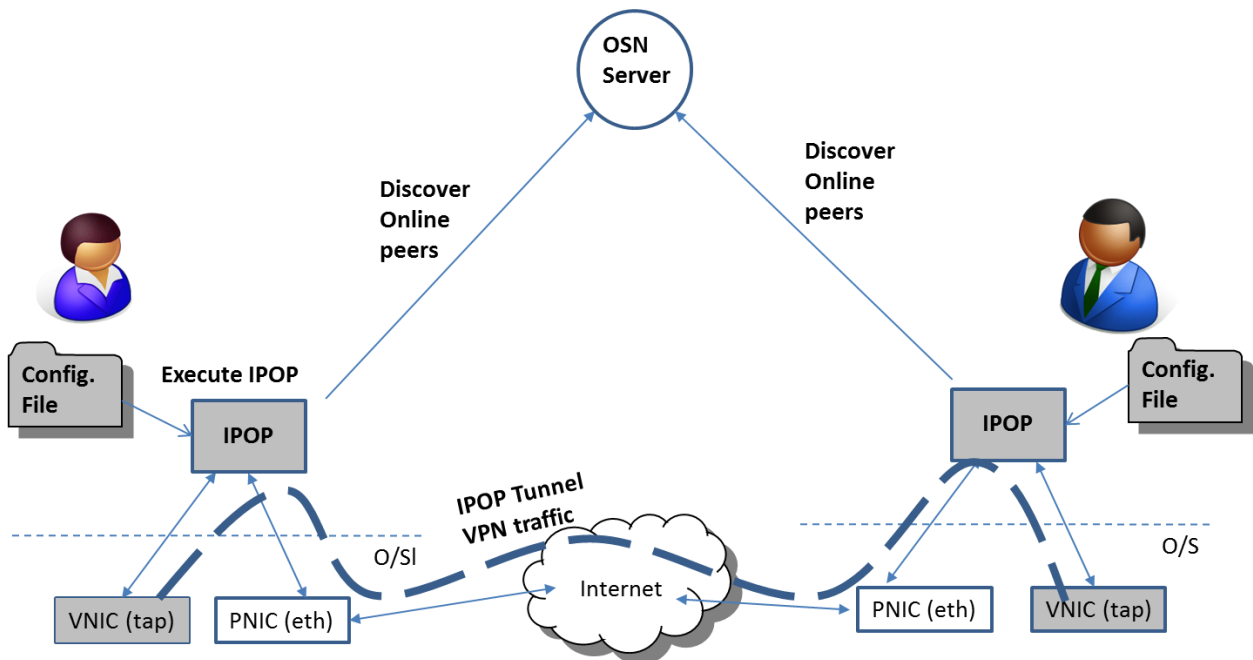 OSN
Server
Discover
Online
peers
Discover
Online
peers
Config.
File
Execute IPOP
IPOP
IPOP
Config.
File
IPOP Tunnel
VPN traffic
O/Sl
O/S
Internet
VNIC (tap)
PNIC (eth)
PNIC (eth)
VNIC (tap)